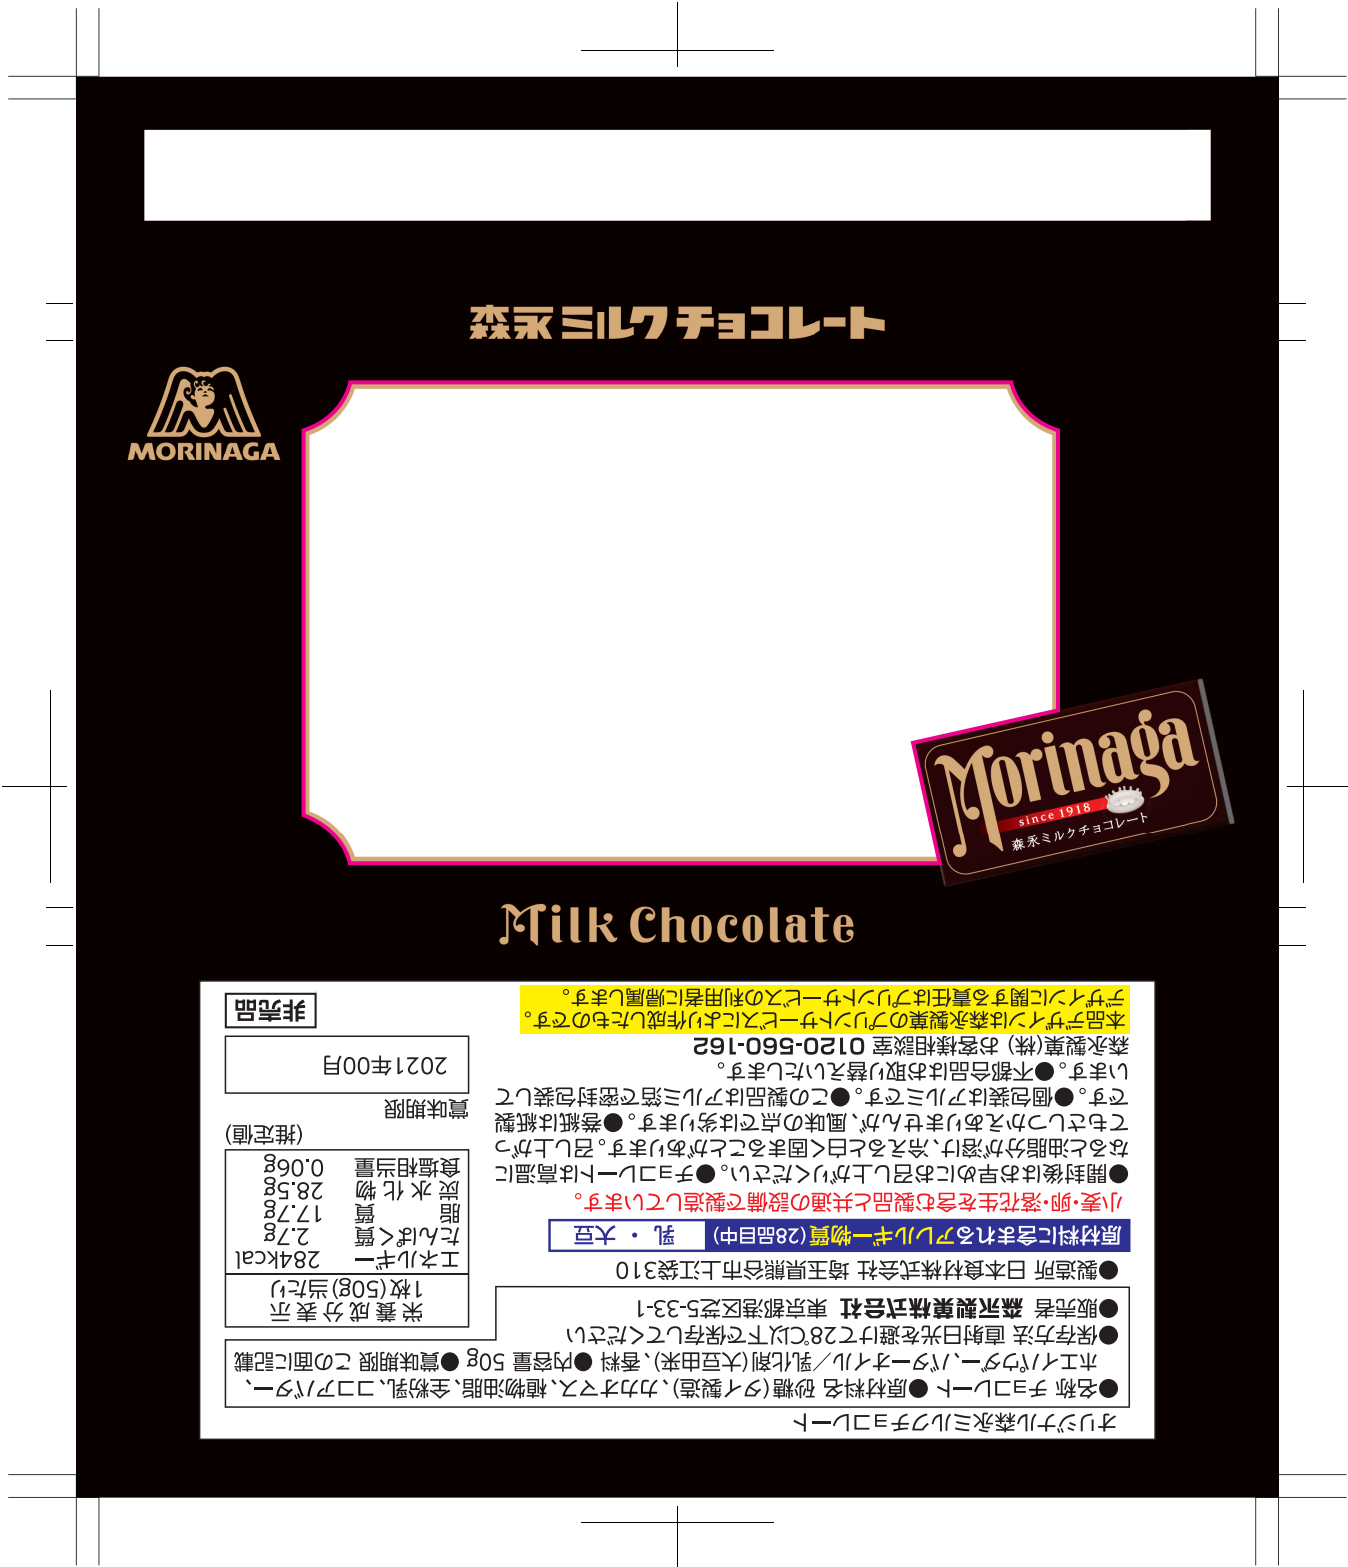 森永ミルクチョコレート
MORINAGA
Morinaga
since 1918
森永ミルクチョコレート
Milk Chocolate
オリジナル森永ミルクチョコレート
●名称 チョコレート ●原材料名 砂糖(タイ製造)、カカオマス、植物油脂、全粉乳、ココアバター、
ホエイパウダー、バターオイル／乳化剤(大豆由来)、香料 ●内容量 50g ●賞味期限 この面に記載
●保存方法 直射日光を避けて28℃以下で保存してください
●販売者 森永製菓株式会社 東京都港区芝5-33-1
●製造所 日本食材株式会社 埼玉県熊谷市上江袋310
原材料に含まれるアレルギー物質(28品目中) 乳・大豆
小麦・卵・落花生を含む製品と共通の設備で製造しています。
●開封後はお早めにお召し上がりください。●チョコレートは高温に
なると油脂分が溶け、冷えると白く固まることがあります。召し上がっ
てもさしつかえありませんが、風味の点では劣ります。●巻紙は紙製
です。●個包装はアルミです。●この製品はアルミ箔で密封包装して
います。●不都合品はお取り替えいたします。
森永製菓(株) お客様相談室 0120-560-162
本品デザインは森永製菓のプリントサービスにより作成したものです。
デザインに関する責任はプリントサービスの利用者に帰属します。
栄養成分表示
1枚(50g)当たり
エネルギー 284kcal
たんぱく質 2.7g
脂質 17.7g
炭水化物 28.5g
食塩相当量 0.06g
(推定値)
賞味期限
2021年00月
非売品